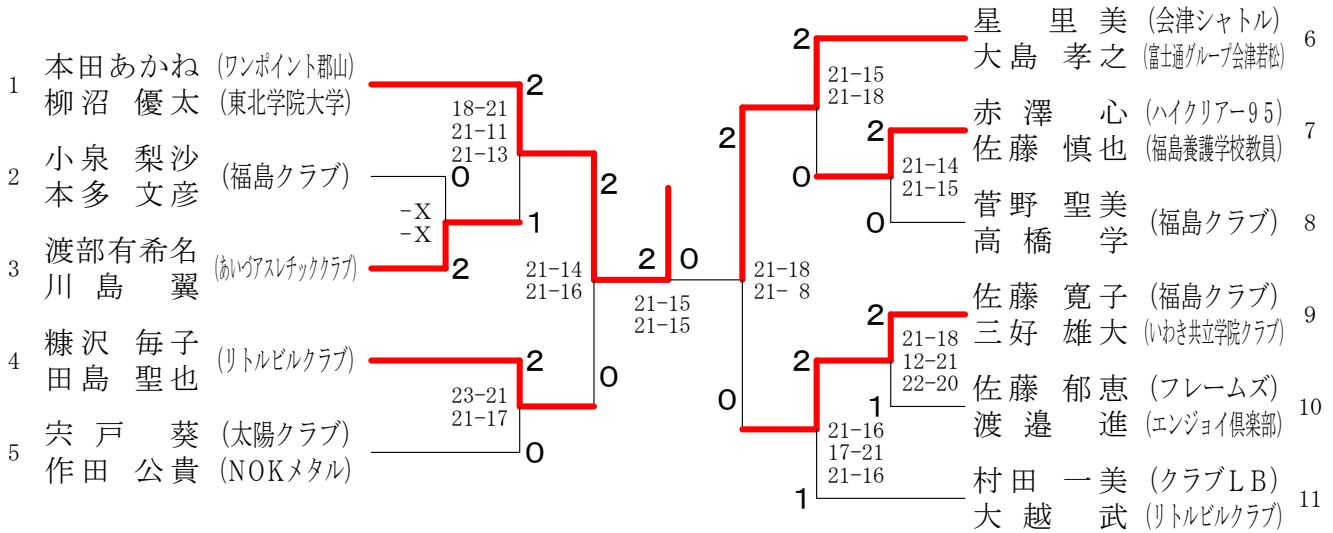 1
本田あかね (ワンポイント郡山)
柳沼 優太 (東北学院大学)
2
小泉 梨沙
本多 文彦
(福島クラブ)
3
渡部有希名
川島 翼
(あいづアスレチッククラブ)
4
糠沢 毎子
田島 聖也
(リトルビルクラブ)
5
宍戸 葵 (太陽クラブ)
作田 公貴 (NOKメタル)
2
18-21
21-11
21-13
0
-X
-X
2
1
2
21-14
21-16
2
23-21
21-17
0
0
2
0
21-15
21-15
2
21-18
21- 8
0
2
21-15
21-18
0
2
21-14
21-15
0
2
21-18
12-21
22-20
1
2
21-16
17-21
21-16
1
星 里美 (会津シャトル)
大島 孝之 (富士通グループ会津若松)
6
赤澤 心 (ハイクリアー95)
佐藤 慎也 (福島養護学校教員)
7
菅野 聖美
高橋 学
(福島クラブ)
8
佐藤 寛子 (福島クラブ)
三好 雄大 (いわき共立学院クラブ)
9
佐藤 郁恵 (フレームズ)
渡邉 進 (エンジョイ倶楽部)
10
村田 一美 (クラブLB)
大越 武 (リトルビルクラブ)
11